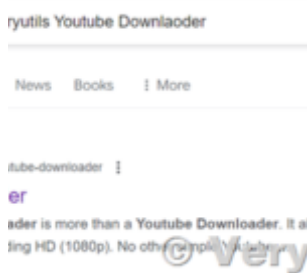 ryutils Youtube Downlaoder
News Books ⋮ More
tube-downloader ⋮
er
ader is more than a Youtube Downloader. It al
ding HD (1080p). No other
© Very